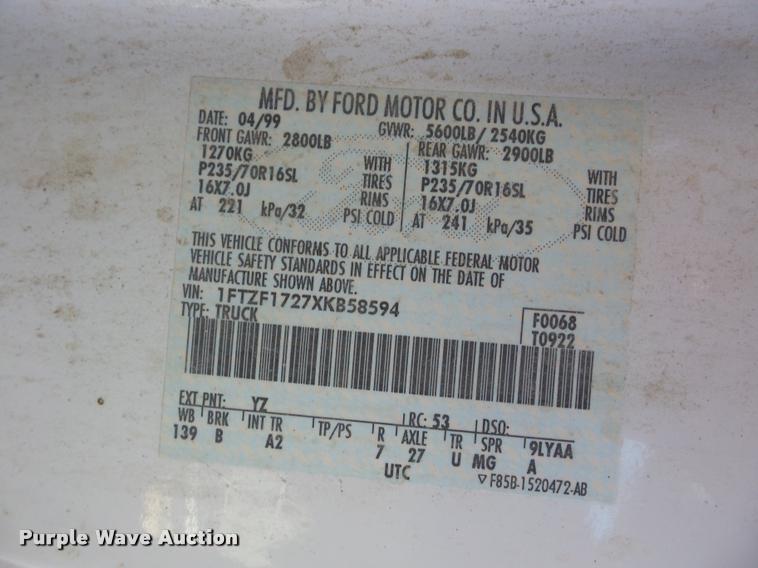 MFD. BY FORD MOTOR CO. IN U.S.A.
DATE: 04/99 GVWR: 5600LB/ 2540KG
FRONT GAWR: 2800LB REAR GAWR: 2900LB
1270KG WITH 1315KG WITH
P235/70R16SL TIRES P235/70R16SL TIRES
16X7.0J RIMS 16X7.0J RIMS
AT 221 kPa/32 PSI COLD AT 241 kPa/35 PSI COLD
THIS VEHICLE CONFORMS TO ALL APPLICABLE FEDERAL MOTOR
VEHICLE SAFETY STANDARDS IN EFFECT ON THE DATE OF
MANUFACTURE SHOWN ABOVE.
VIN: 1FTZF1727XKB58594
TYPE: TRUCK F0068
T0922
EXT PNT: YZ RC: 53 DSO:
WB BRK INT TR TP/PS R AXLE TR SPR 9LYAA
139 B A2 7 27 U MG A
UTC ▽F85B-1520472-AB
Purple Wave Auction